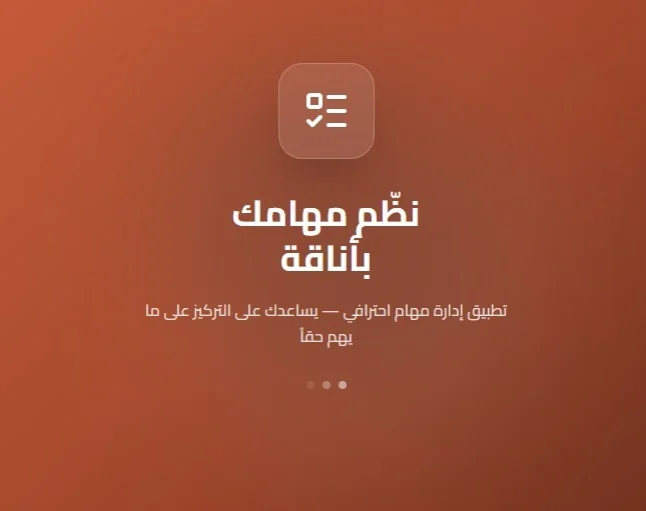 نظّم مهامك
بأناقة
تطبيق إدارة مهام احترافي — يساعدك على التركيز على ما
يهم حقاً